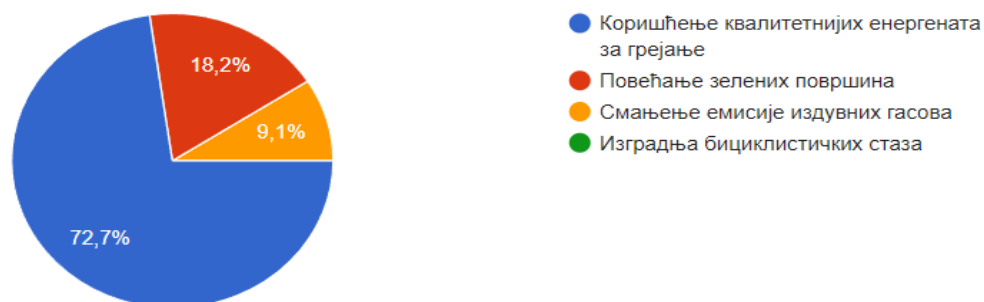 18,2%
9,1%
72,7%
Коришћење квалитетнијих енергената
за грејање
Повећање зелених површина
Смањење емисије издувних гасова
Изградња бициклистичких стаза